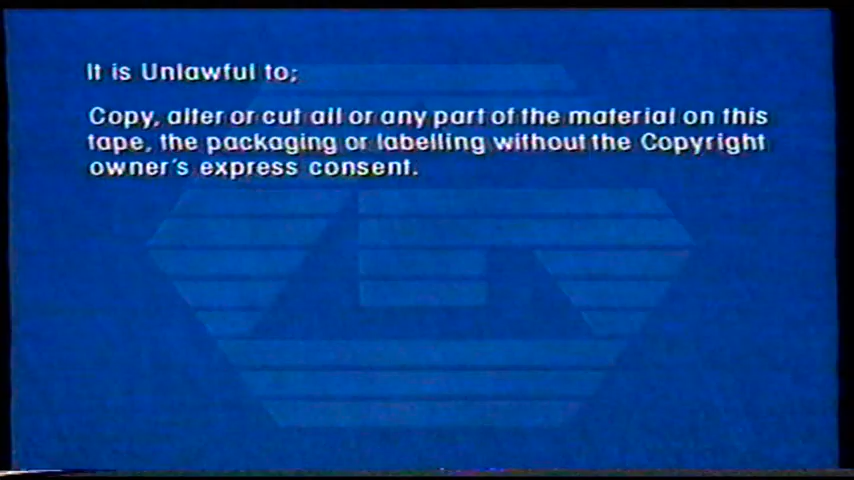 It is Unlawful to;
Copy, alter or cut all or any part of the material on this
tape, the packaging or labelling without the Copyright
owner's express consent.